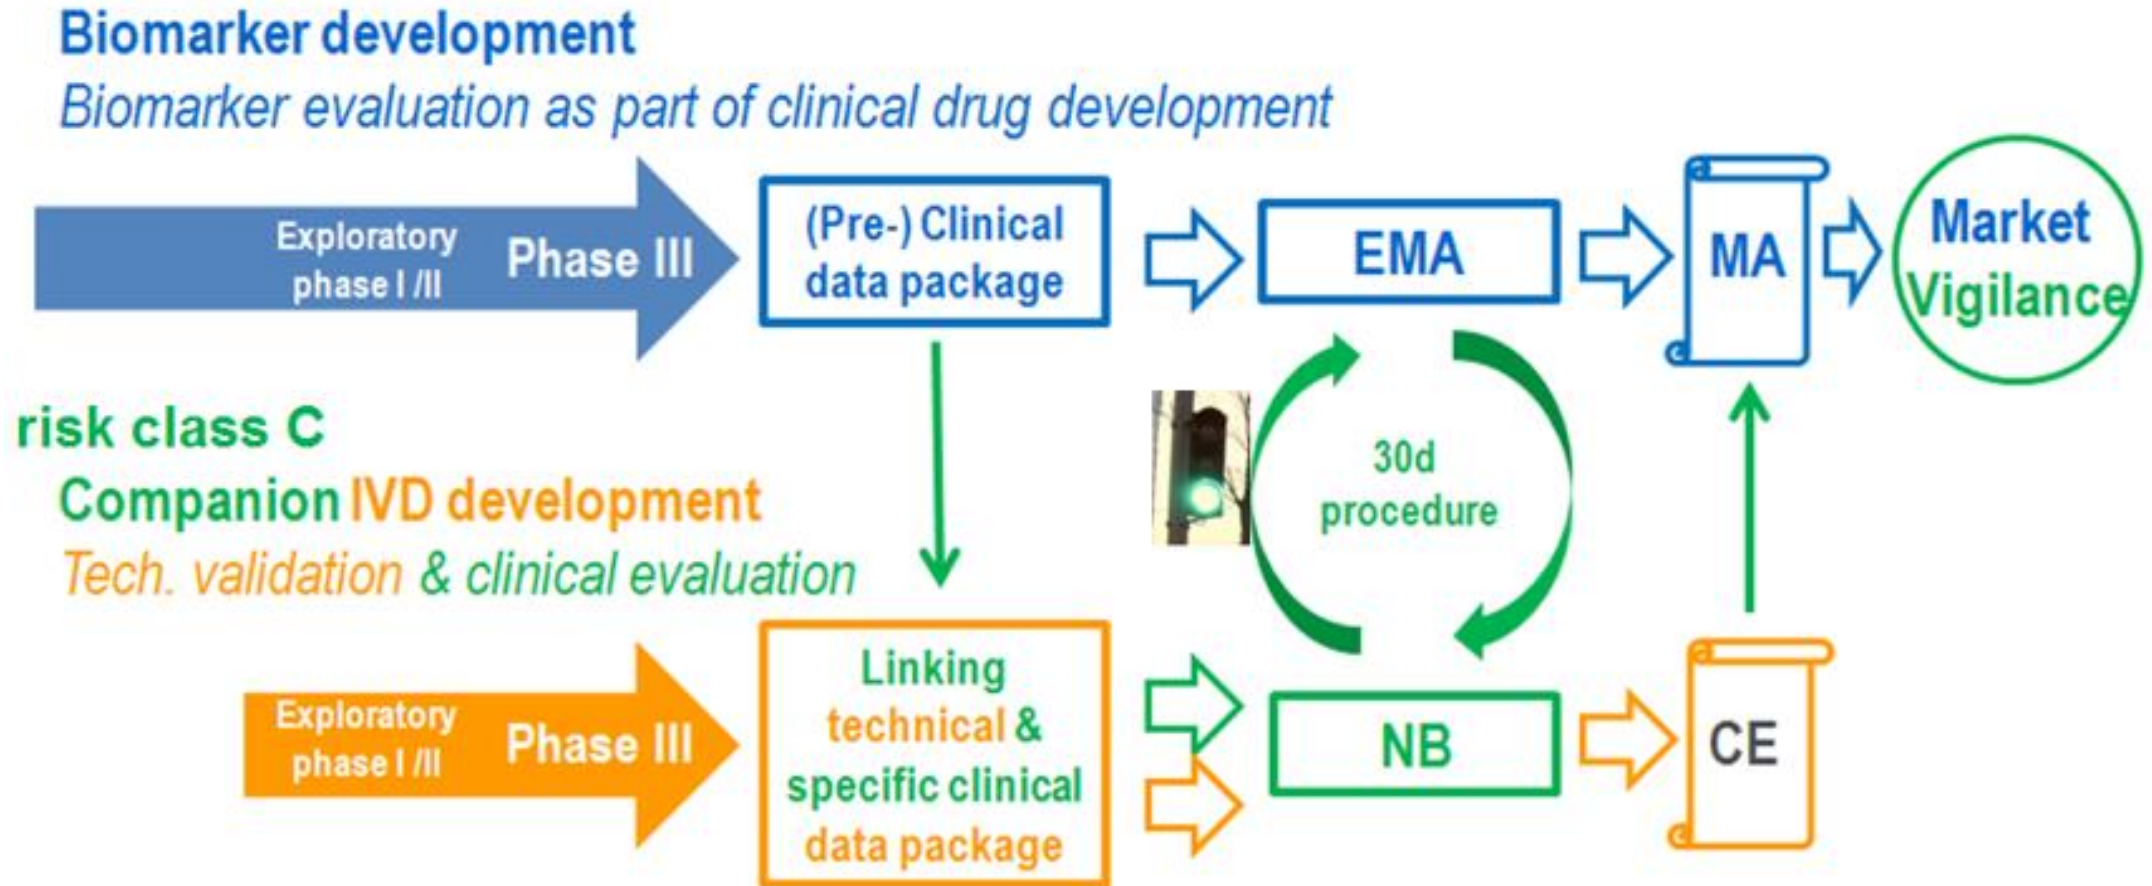 Biomarker development
Biomarker evaluation as part of clinical drug development
Exploratory
phase I /II
Phase III
(Pre-) Clinical
data package
EMA
MA
Market
Vigilance
risk class C
Companion IVD development
Tech. validation & clinical evaluation
30d
procedure
Exploratory
phase I /II
Phase III
Linking
technical &
specific clinical
data package
NB
CE